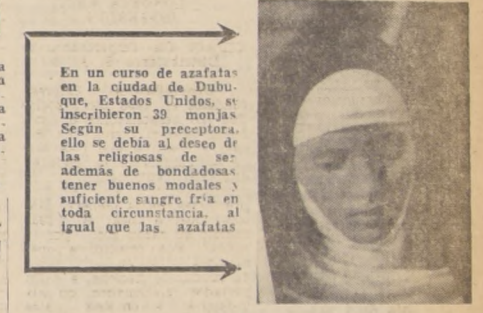 En un curso de azafatas
en la ciudad de Dubu-
que, Estados Unidos, se
inscribieron 39 monjas
Según su preceptora,
ello se debía al deseo de
las religiosas de ser
además de bondadosas
tener buenos modales y
suficiente sangre fria en
toda circunstancia, al
igual que las azafatas